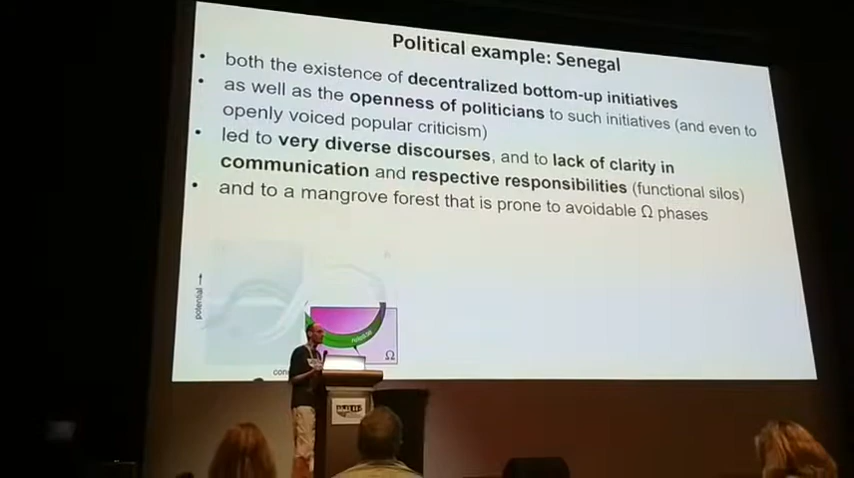 Political example: Senegal
• both the existence of decentralized bottom-up initiatives
• as well as the openness of politicians to such initiatives (and even to
openly voiced popular criticism)
• led to very diverse discourses, and to lack of clarity in
communication and respective responsibilities (functional silos)
• and to a mangrove forest that is prone to avoidable Ω phases
potential →
release
Ω